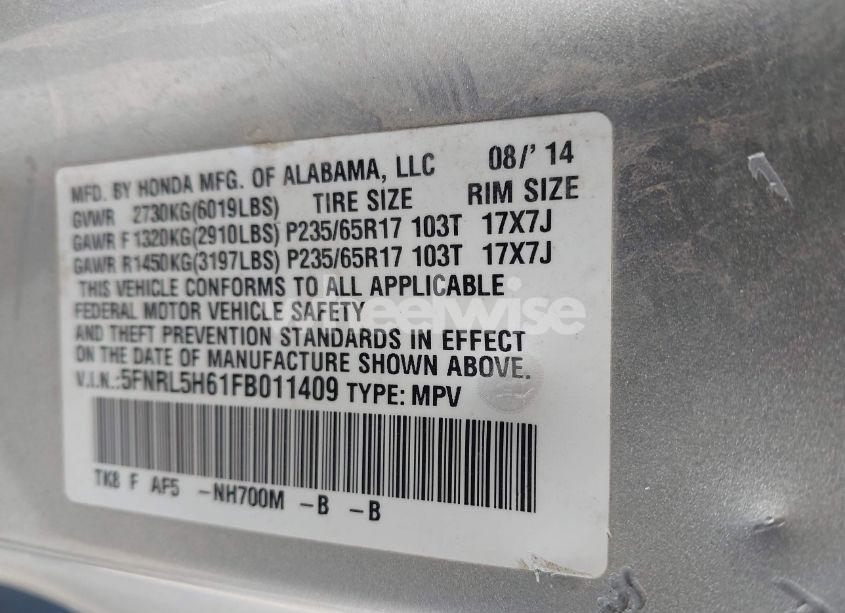 MFD. BY HONDA MFG. OF ALABAMA, LLC 08/' 14
GVWR 2730KG(6019LBS) TIRE SIZE RIM SIZE
GAWR F 1320KG(2910LBS) P235/65R17 103T 17X7J
GAWR R1450KG(3197LBS) P235/65R17 103T 17X7J
THIS VEHICLE CONFORMS TO ALL APPLICABLE
FEDERAL MOTOR VEHICLE SAFETY
AND THEFT PREVENTION STANDARDS IN EFFECT
ON THE DATE OF MANUFACTURE SHOWN ABOVE.
V.I.N.:5FNRL5H61FB011409 TYPE: MPV
TK8 F AF5 -NH700M -B -B
wheelwise